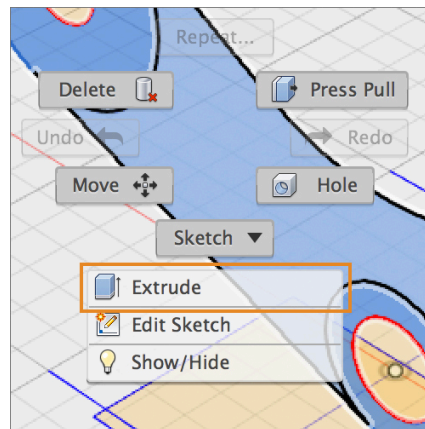 Repeat...
Delete
Press Pull
Undo
Redo
Move
Hole
Sketch
Extrude
Edit Sketch
Show/Hide